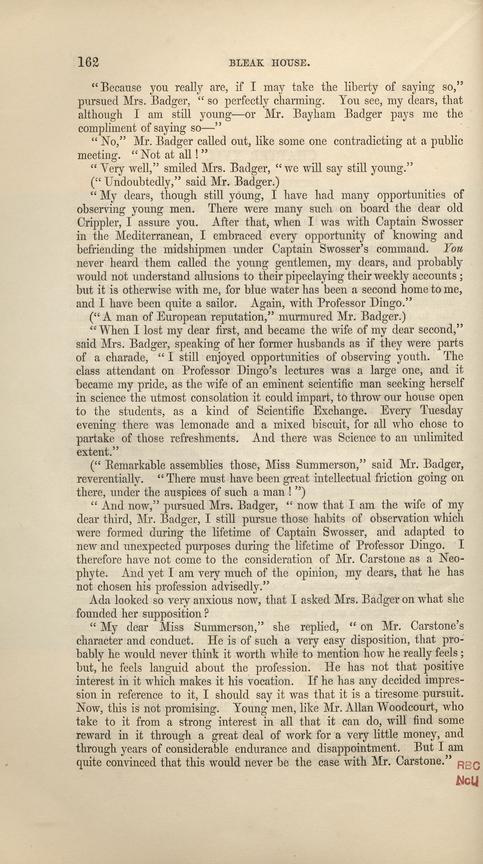 162 BLEAK HOUSE.
“Because you really are, if I may take the liberty of saying so,”
pursued Mrs. Badger, “so perfectly charming. You see, my dears, that
although I am still young—or Mr. Bayham Badger pays me the
compliment of saying so—”
“No,” Mr. Badger called out, like some one contradicting at a public
meeting. “Not at all!”
“Very well,” smiled Mrs. Badger, “we will say still young.”
(“Undoubtedly,” said Mr. Badger.)
“My dears, though still young, I have had many opportunities of
observing young men. There were many such on board the dear old
Crippler, I assure you. After that, when I was with Captain Swosser
in the Mediterranean, I embraced every opportunity of knowing and
befriending the midshipmen under Captain Swosser's command. You
never heard them called the young gentlemen, my dears, and probably
would not understand allusions to their pipeclaying their weekly accounts;
but it is otherwise with me, for blue water has been a second home to me,
and I have been quite a sailor. Again, with Professor Dingo.”
(“A man of European reputation,” murmured Mr. Badger.)
“When I lost my dear first, and became the wife of my dear second,”
said Mrs. Badger, speaking of her former husbands as if they were parts
of a charade, “I still enjoyed opportunities of observing youth. The
class attendant on Professor Dingo's lectures was a large one, and it
became my pride, as the wife of an eminent scientific man seeking herself
in science the utmost consolation it could impart, to throw our house open
to the students, as a kind of Scientific Exchange. Every Tuesday
evening there was lemonade and a mixed biscuit, for all who chose to
partake of those refreshments. And there was Science to an unlimited
extent.”
(“Remarkable assemblies those, Miss Summerson,” said Mr. Badger,
reverentially. “There must have been great intellectual friction going on
there, under the auspices of such a man!”)
“And now,” pursued Mrs. Badger, “now that I am the wife of my
dear third, Mr. Badger, I still pursue those habits of observation which
were formed during the lifetime of Captain Swosser, and adapted to
new and unexpected purposes during the lifetime of Professor Dingo. I
therefore have not come to the consideration of Mr. Carstone as a Neo-
phyte. And yet I am very much of the opinion, my dears, that he has
not chosen his profession advisedly.”
Ada looked so very anxious now, that I asked Mrs. Badger on what she
founded her supposition?
“My dear Miss Summerson,” she replied, “on Mr. Carstone's
character and conduct. He is of such a very easy disposition, that pro-
bably he would never think it worth while to mention how he really feels;
but, he feels languid about the profession. He has not that positive
interest in it which makes it his vocation. If he has any decided impres-
sion in reference to it, I should say it was that it is a tiresome pursuit.
Now, this is not promising. Young men, like Mr. Allan Woodcourt, who
take to it from a strong interest in all that it can do, will find some
reward in it through a great deal of work for a very little money, and
through years of considerable endurance and disappointment. But I am
quite convinced that this would never be the case with Mr. Carstone.”
RBC
NcU